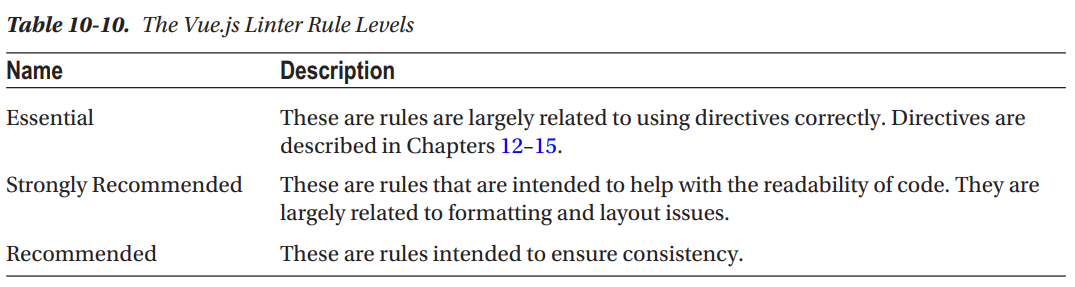 Table 10-10. The Vue.js Linter Rule Levels
Name Description
Essential These are rules are largely related to using directives correctly. Directives are
described in Chapters 12–15.
Strongly Recommended These are rules that are intended to help with the readability of code. They are
largely related to formatting and layout issues.
Recommended These are rules intended to ensure consistency.